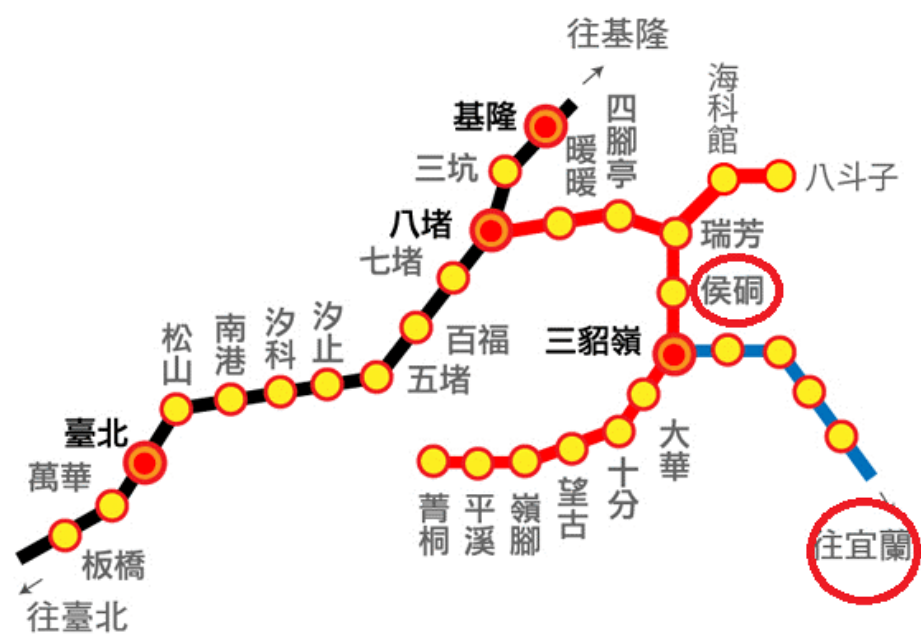 往基隆
海科館
四腳亭
基隆
暖暖
三坑
八斗子
八堵
瑞芳
七堵
侯硐
松山
南港
汐科
汐止
百福
三貂嶺
五堵
臺北
大華
萬華
十分
望古
嶺腳
平溪
菁桐
板橋
往宜蘭
往臺北